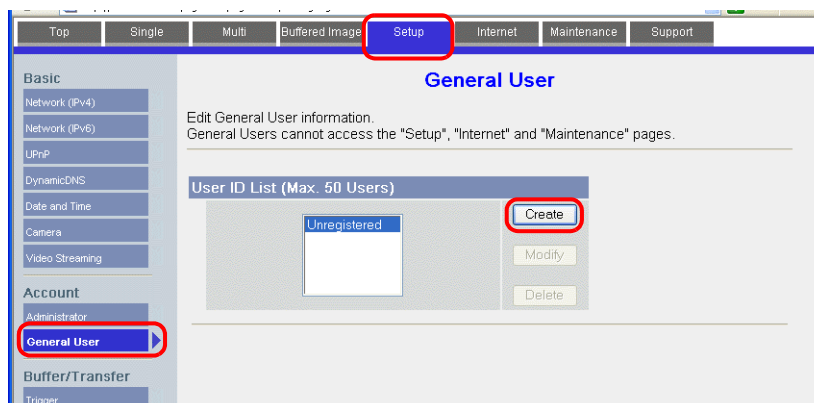 Top Single Multi Buffered Image Setup Internet Maintenance Support
Basic
Network (IPv4)
Network (IPv6)
UPnP
DynamicDNS
Date and Time
Camera
Video Streaming
Account
Administrator
General User
Buffer/Transfer
Trigger
General User
Edit General User information.
General Users cannot access the "Setup", "Internet" and "Maintenance" pages.
User ID List (Max. 50 Users)
Unregistered
Create
Modify
Delete